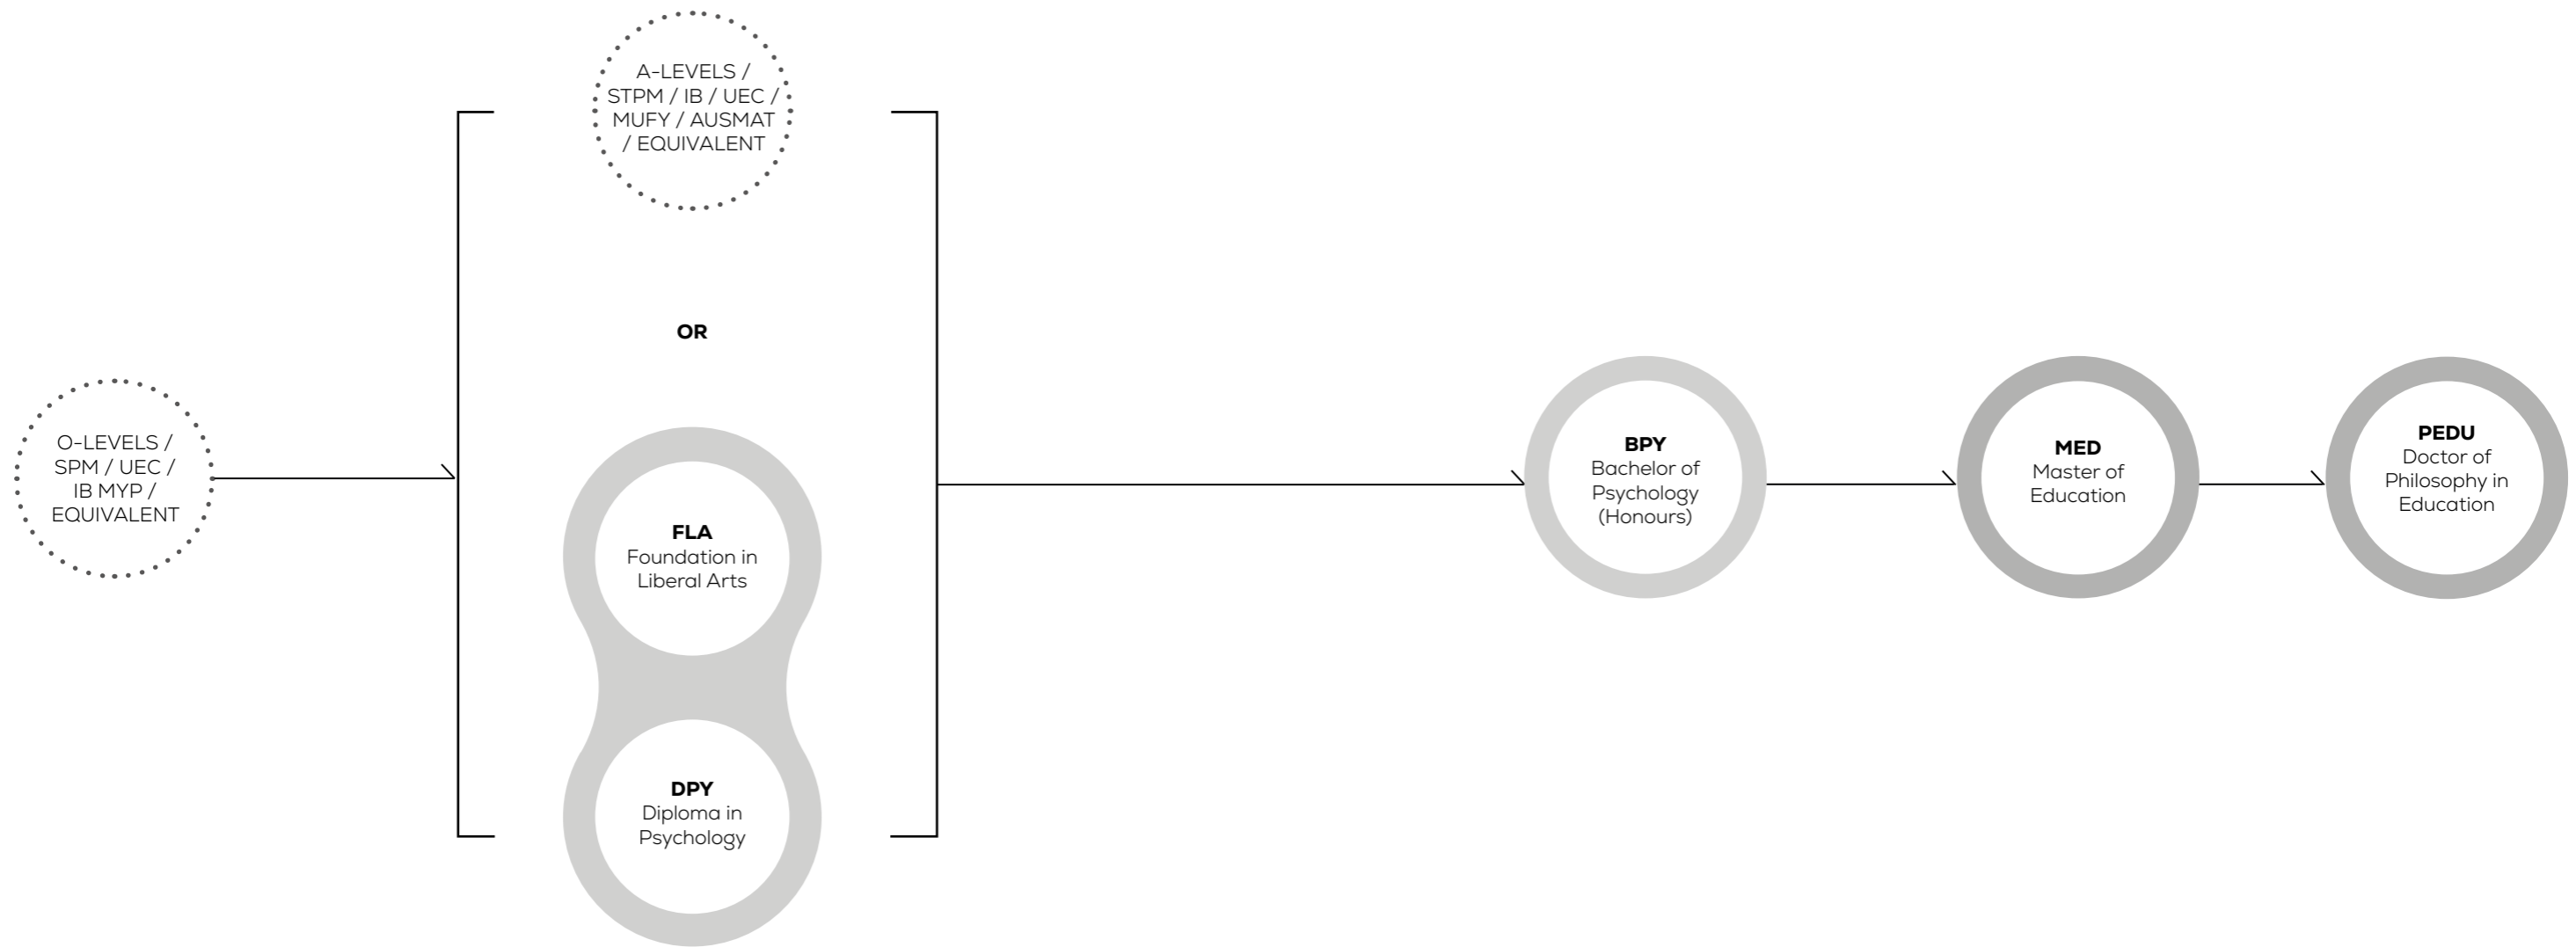 A-LEVELS /
STPM / IB / UEC /
MUFY / AUSMAT
/ EQUIVALENT
OR
O-LEVELS /
SPM / UEC /
IB MYP /
EQUIVALENT
FLA
Foundation in
Liberal Arts
DPY
Diploma in
Psychology
BPY
Bachelor of
Psychology
(Honours)
MED
Master of
Education
PEDU
Doctor of
Philosophy in
Education